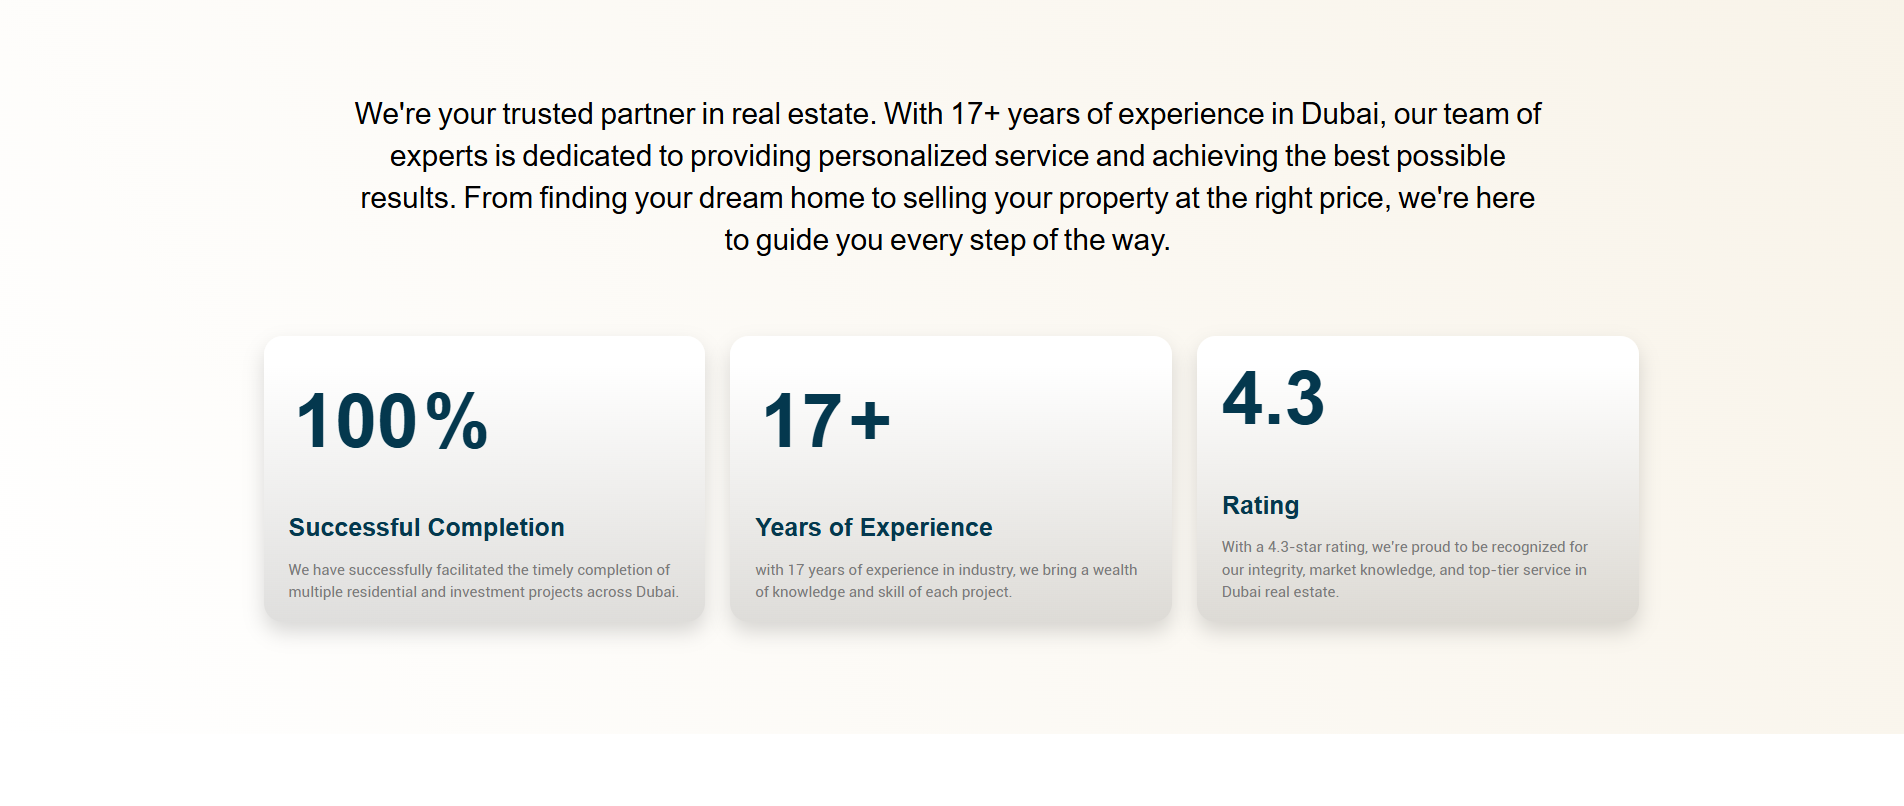 We're your trusted partner in real estate. With 17+ years of experience in Dubai, our team of
experts is dedicated to providing personalized service and achieving the best possible
results. From finding your dream home to selling your property at the right price, we're here
to guide you every step of the way.
100%
Successful Completion
We have successfully facilitated the timely completion of
multiple residential and investment projects across Dubai.
17+
Years of Experience
with 17 years of experience in industry, we bring a wealth
of knowledge and skill of each project.
4.3
Rating
With a 4.3-star rating, we're proud to be recognized for
our integrity, market knowledge, and top-tier service in
Dubai real estate.